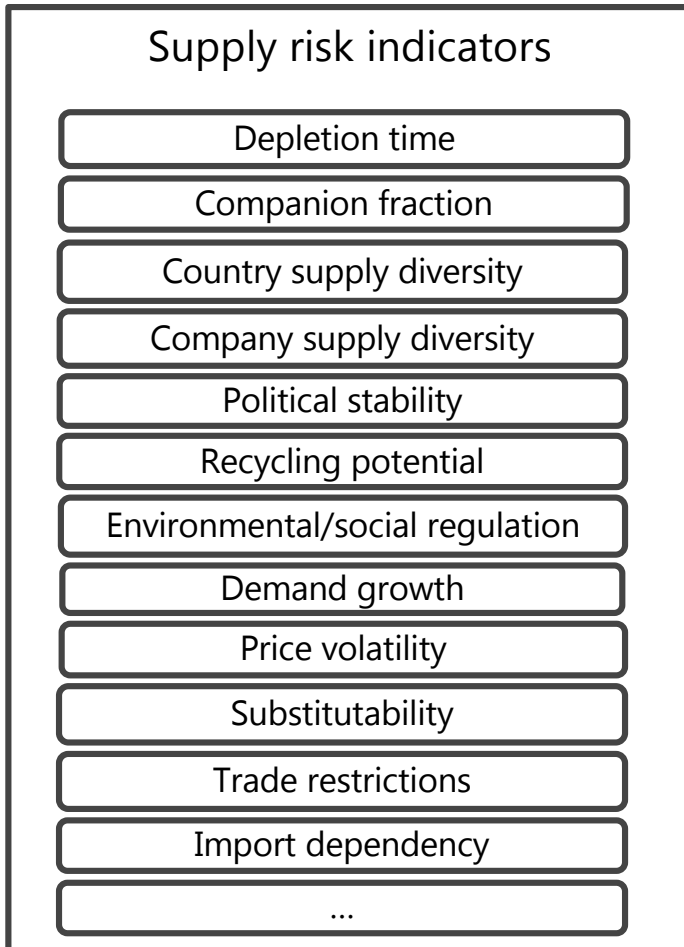 Supply risk indicators
Depletion time
Companion fraction
Country supply diversity
Company supply diversity
Political stability
Recycling potential
Environmental/social regulation
Demand growth
Price volatility
Substitutability
Trade restrictions
Import dependency
...